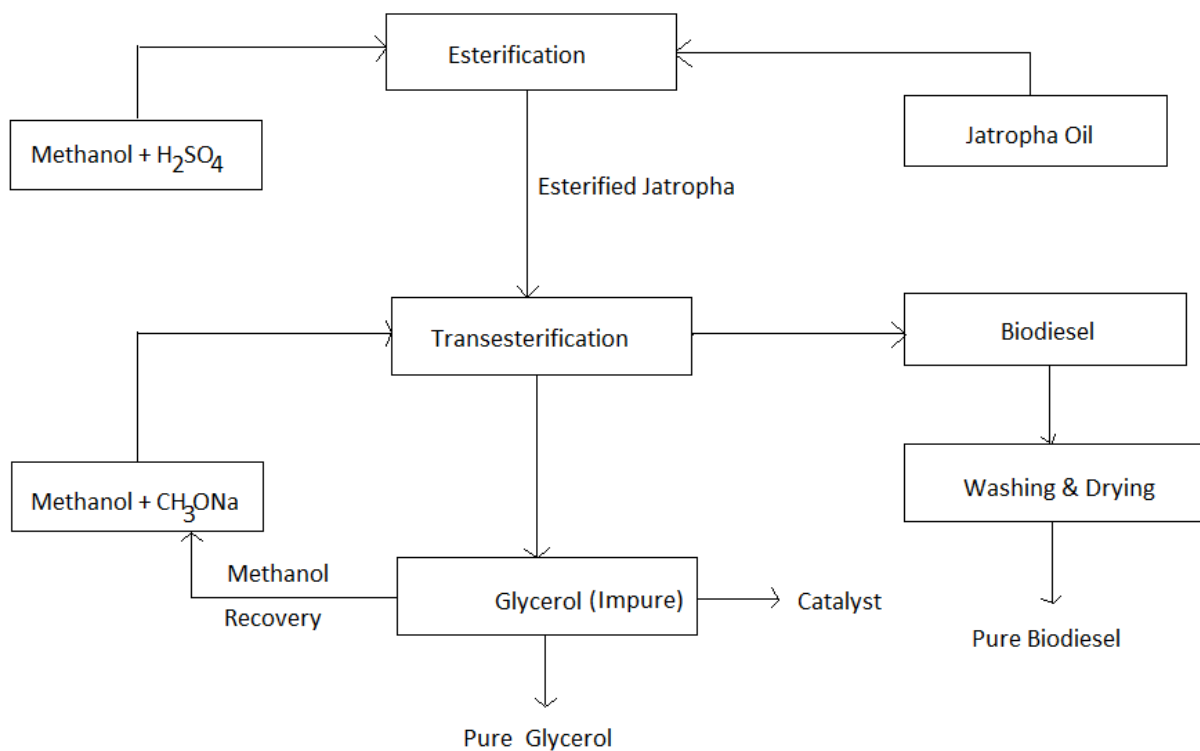 Esterification
Methanol + H₂SO₄
Jatropha Oil
Esterified Jatropha
Transesterification
Biodiesel
Methanol + CH₃ONa
Washing & Drying
Methanol
Recovery
Glycerol (Impure)
Catalyst
Pure Biodiesel
Pure Glycerol